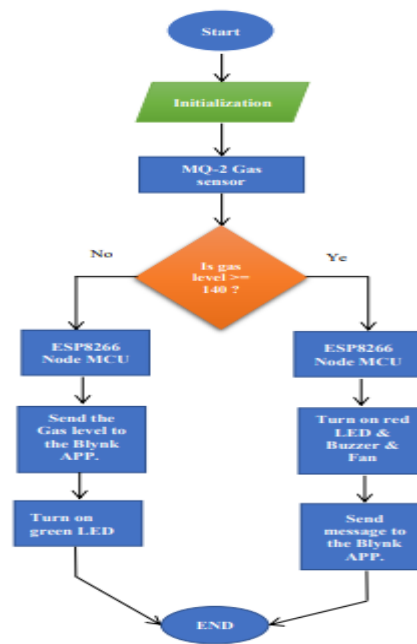 Start
Initialization
MQ-2 Gas
sensor
Is gas
level >=
140 ?
No
Ye
ESP8266
Node MCU
Send the
Gas level to
the Blynk
APP.
Turn on
green LED
ESP8266
Node MCU
Turn on red
LED &
Buzzer &
Fan
Send
message to
the Blynk
APP.
END